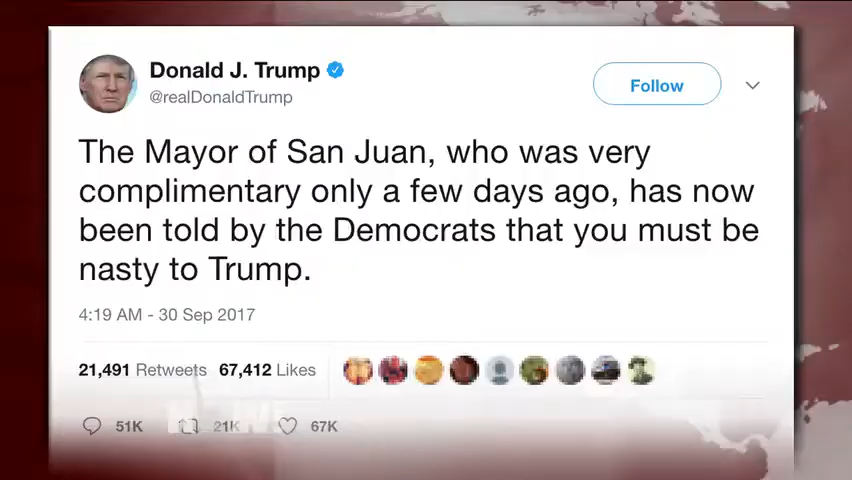 Donald J. Trump
@realDonaldTrump
Follow
The Mayor of San Juan, who was very
complimentary only a few days ago, has now
been told by the Democrats that you must be
nasty to Trump.
4:19 AM - 30 Sep 2017
21,491 Retweets 67,412 Likes
51K 21K 67K